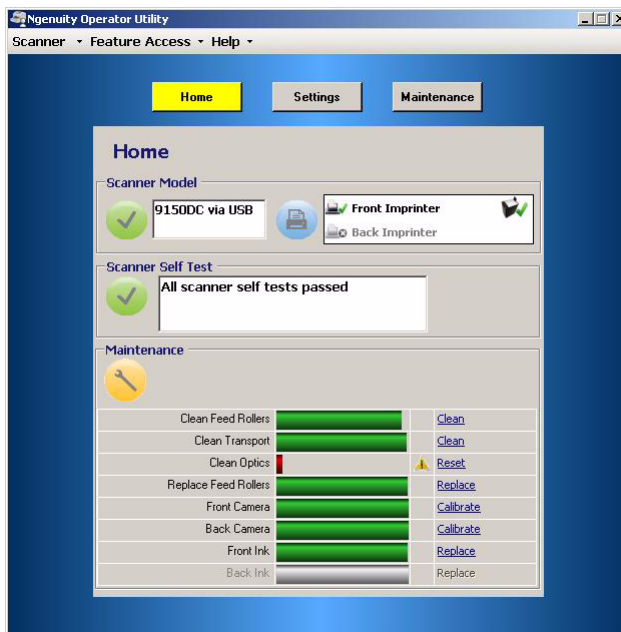 Ngenuity Operator Utility
Scanner Feature Access Help
Home Settings Maintenance
Home
Scanner Model
9150DC via USB
Front Imprinter
Back Imprinter
Scanner Self Test
All scanner self tests passed
Maintenance
Clean Feed Rollers Clean
Clean Transport Clean
Clean Optics Reset
Replace Feed Rollers Replace
Front Camera Calibrate
Back Camera Calibrate
Front Ink Replace
Back Ink Replace